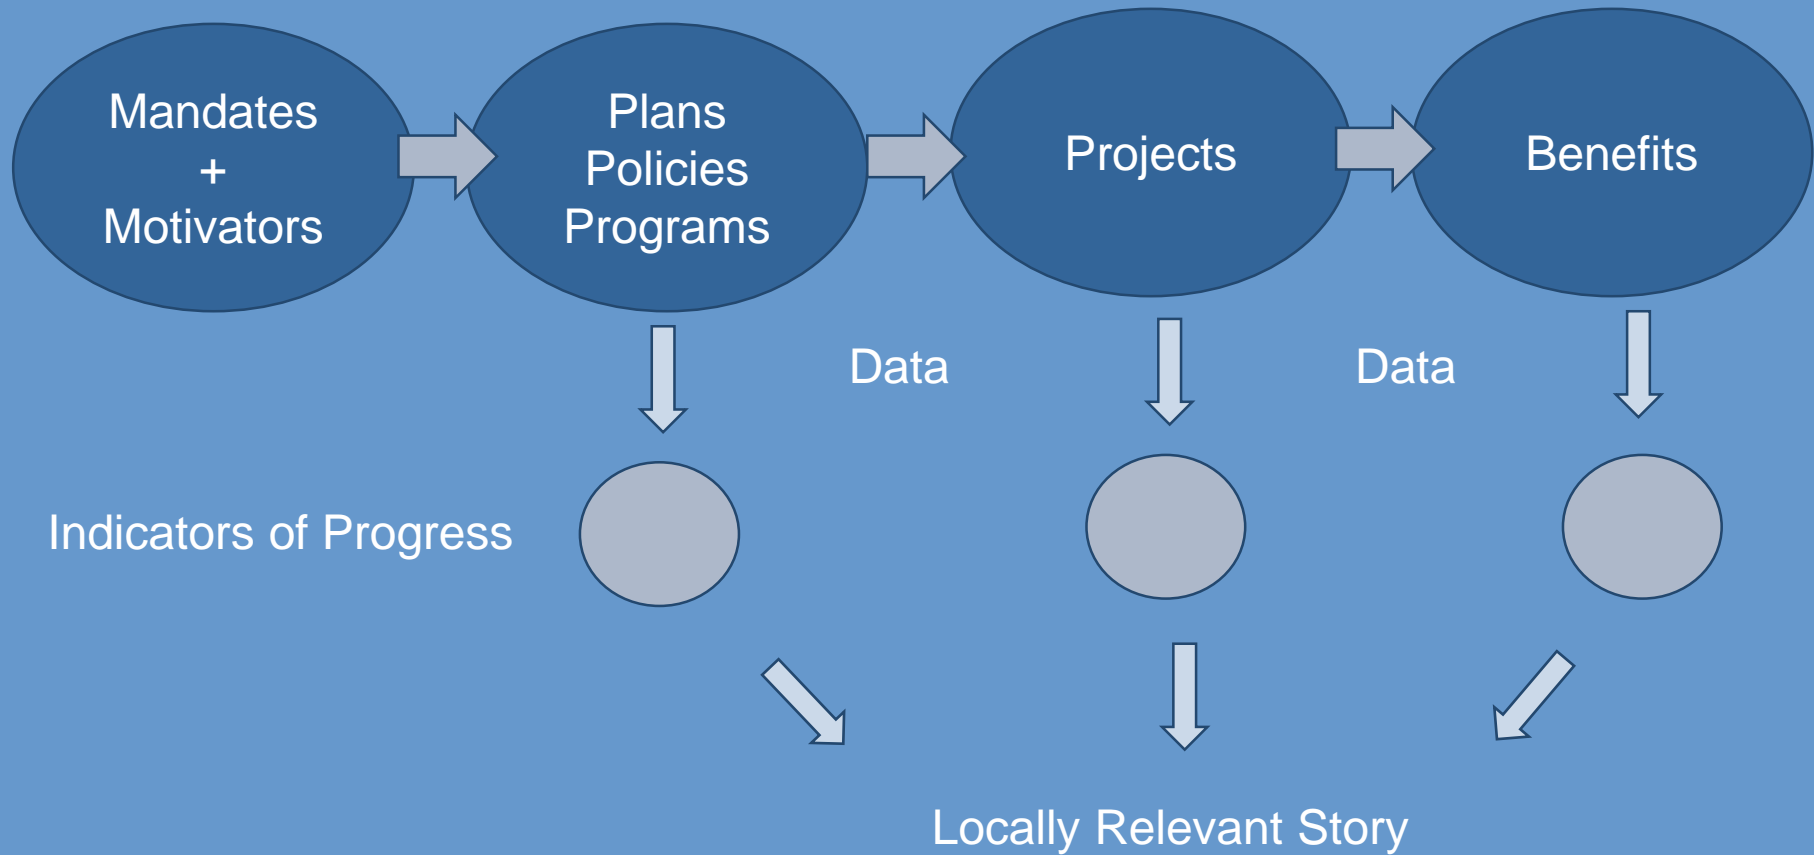 Mandates
+
Motivators
Plans
Policies
Programs
Projects
Benefits
Data
Data
Indicators of Progress
Locally Relevant Story